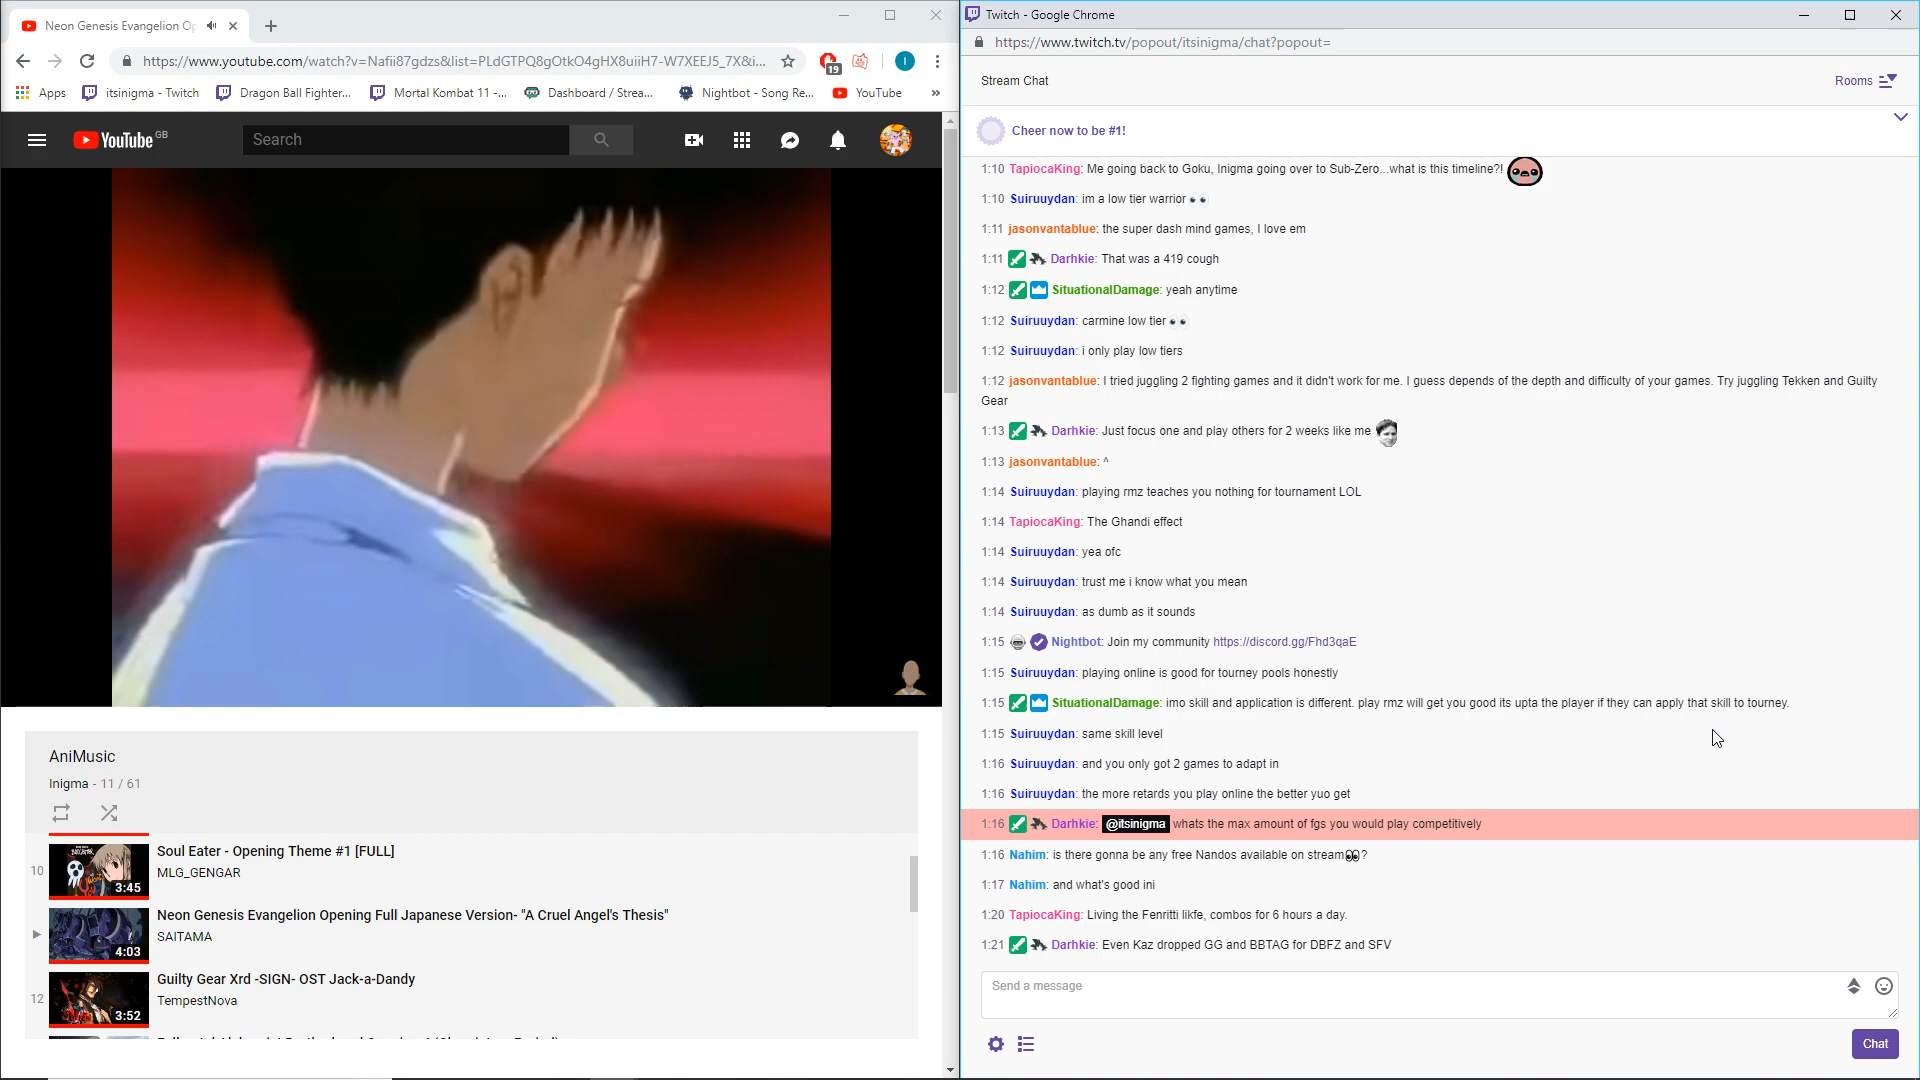 Neon Genesis Evangelion Op
https://www.youtube.com/watch?v=Nafii87gdzs&list=PLdGTPQ8gOtkO4gHX8uiiH7-W7XEEJ5_7X&i...
19
I
Apps
itsinigma - Twitch
Dragon Ball Fighter...
Mortal Kombat 11 -...
Dashboard / Strea...
Nightbot - Song Re...
YouTube
»
YouTube GB
Search
AniMusic
Inigma - 11 / 61
10
3:45
Soul Eater - Opening Theme #1 [FULL]
MLG_GENGAR
4:03
Neon Genesis Evangelion Opening Full Japanese Version- "A Cruel Angel's Thesis"
SAITAMA
12
3:52
Guilty Gear Xrd -SIGN- OST Jack-a-Dandy
TempestNova
Twitch - Google Chrome
https://www.twitch.tv/popout/itsinigma/chat?popout=
Stream Chat
Rooms
Cheer now to be #1!
1:10 TapiocaKing: Me going back to Goku, Inigma going over to Sub-Zero...what is this timeline?!
1:10 Suiruuydan: im a low tier warrior
1:11 jasonvantablue: the super dash mind games, I love em
1:11 Darhkie: That was a 419 cough
1:12 SituationalDamage: yeah anytime
1:12 Suiruuydan: carmine low tier
1:12 Suiruuydan: i only play low tiers
1:12 jasonvantablue: I tried juggling 2 fighting games and it didn't work for me. I guess depends of the depth and difficulty of your games. Try juggling Tekken and Guilty
Gear
1:13 Darhkie: Just focus one and play others for 2 weeks like me
1:13 jasonvantablue: ^
1:14 Suiruuydan: playing rmz teaches you nothing for tournament LOL
1:14 TapiocaKing: The Ghandi effect
1:14 Suiruuydan: yea ofc
1:14 Suiruuydan: trust me i know what you mean
1:14 Suiruuydan: as dumb as it sounds
1:15 Nightbot: Join my community https://discord.gg/Fhd3qaE
1:15 Suiruuydan: playing online is good for tourney pools honestly
1:15 SituationalDamage: imo skill and application is different. play rmz will get you good its upta the player if they can apply that skill to tourney.
1:15 Suiruuydan: same skill level
1:16 Suiruuydan: and you only got 2 games to adapt in
1:16 Suiruuydan: the more retards you play online the better yuo get
1:16 Darhkie: @itsinigma whats the max amount of fgs you would play competitively
1:16 Nahim: is there gonna be any free Nandos available on stream👀?
1:17 Nahim: and what's good ini
1:20 TapiocaKing: Living the Fenritti likfe, combos for 6 hours a day.
1:21 Darhkie: Even Kaz dropped GG and BBTAG for DBFZ and SFV
Send a message
Chat